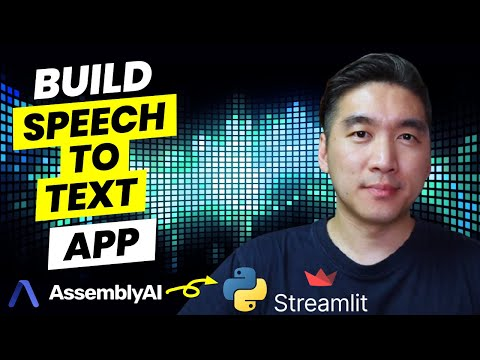 BUILD
SPEECH
TO
TEXT
APP
AssemblyAI
Streamlit